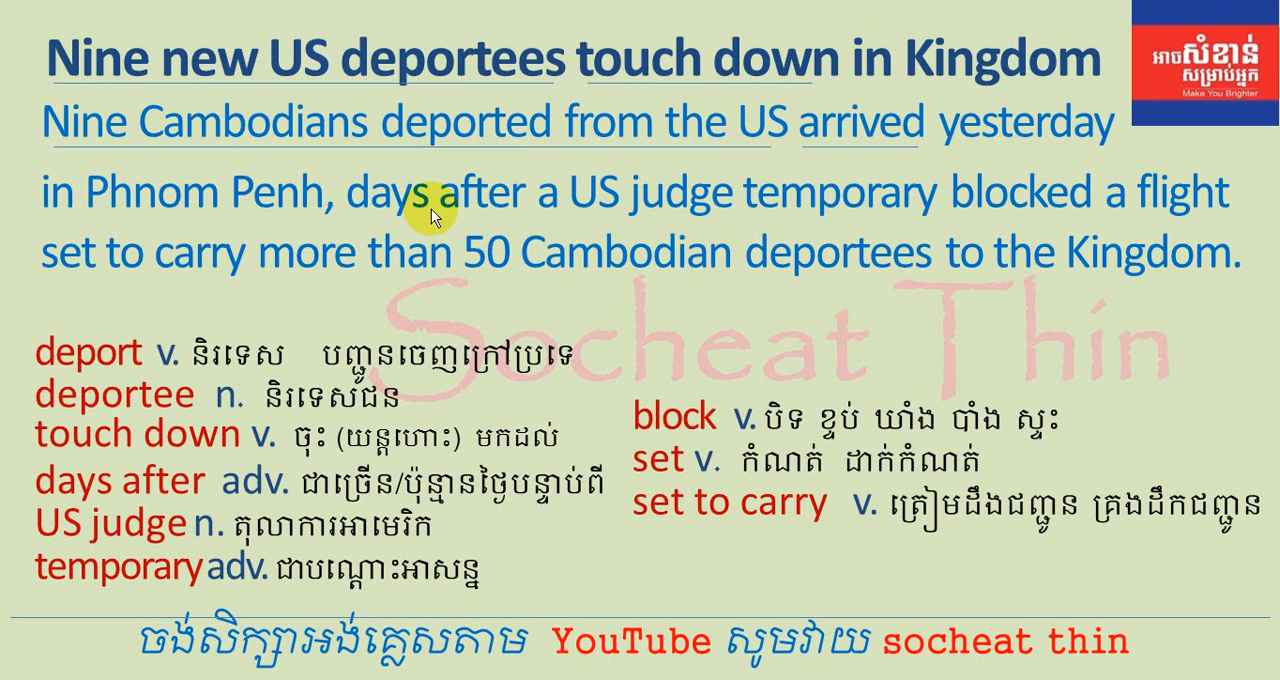 Nine new US deportees touch down in Kingdom
អាចសំខាន់
សម្រាប់អ្នក
Make You Brighter
Nine Cambodians deported from the US arrived yesterday
in Phnom Penh, days after a US judge temporary blocked a flight
set to carry more than 50 Cambodian deportees to the Kingdom.
Socheat Thin
deport v. និរទេស បញ្ជូនចេញក្រៅប្រទេ
deportee n. និរទេសជន
touch down v. ចុះ (យន្តហោះ) មកដល់
days after adv. ជាច្រើន/ប៉ុន្មានថ្ងៃបន្ទាប់ពី
US judge n. តុលាការអាមេរិក
temporary adv. ជាបណ្តោះអាសន្ន
block v. បិទ ខ្ទប់ ឃាំង បាំង ស្ទះ
set v. កំណត់ ដាក់កំណត់
set to carry v. ត្រៀមដឹងជញ្ជូន គ្រងដឹកជញ្ជូន
ចង់សិក្សាអង់គ្លេសតាម YouTube សូមវាយ socheat thin